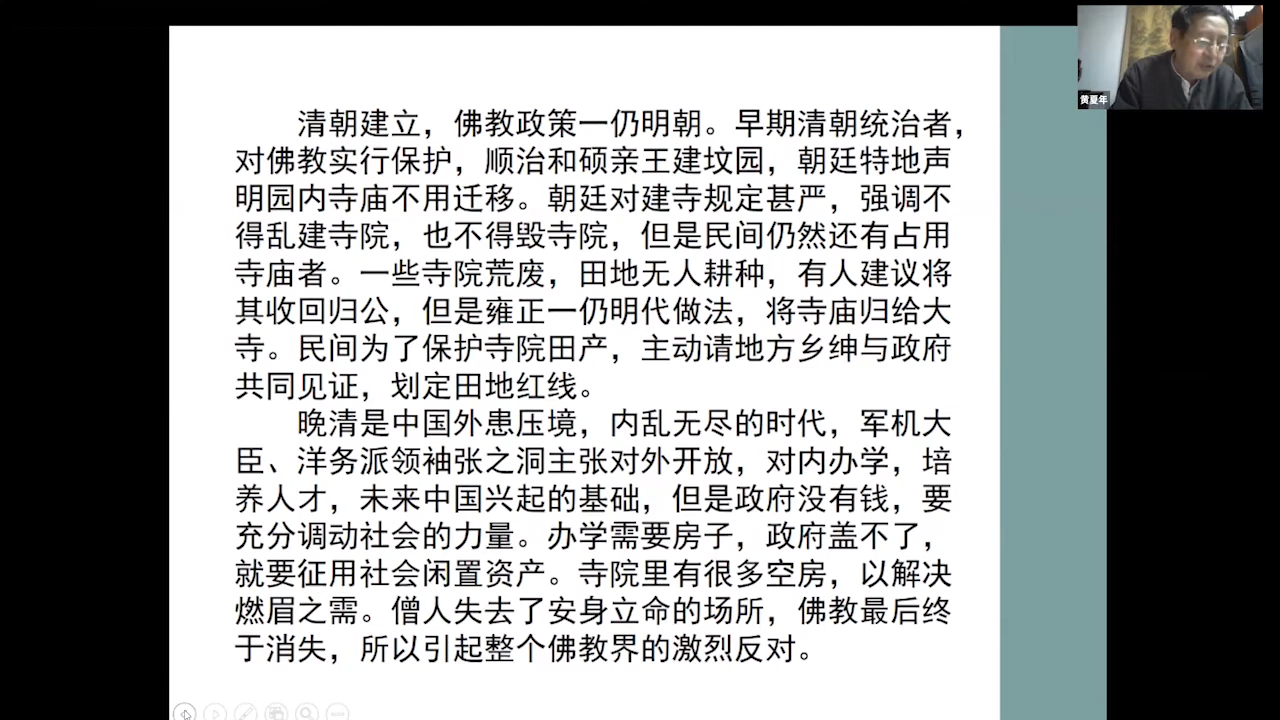 清朝建立，佛教政策一仍明朝。早期清朝统治者，
对佛教实行保护，顺治和硕亲王建坟园，朝廷特地声
明园内寺庙不用迁移。朝廷对建寺规定甚严，强调不
得乱建寺院，也不得毁寺院，但是民间仍然还有占用
寺庙者。一些寺院荒废，田地无人耕种，有人建议将
其收回归公，但是雍正一仍明代做法，将寺庙归给大
寺。民间为了保护寺院田产，主动请地方乡绅与政府
共同见证，划定田地红线。
晚清是中国外患压境，内乱无尽的时代，军机大
臣、洋务派领袖张之洞主张对外开放，对内办学，培
养人才，未来中国兴起的基础，但是政府没有钱，要
充分调动社会的力量。办学需要房子，政府盖不了，
就要征用社会闲置资产。寺院里有很多空房，以解决
燃眉之需。僧人失去了安身立命的场所，佛教最后终
于消失，所以引起整个佛教界的激烈反对。
黄夏年